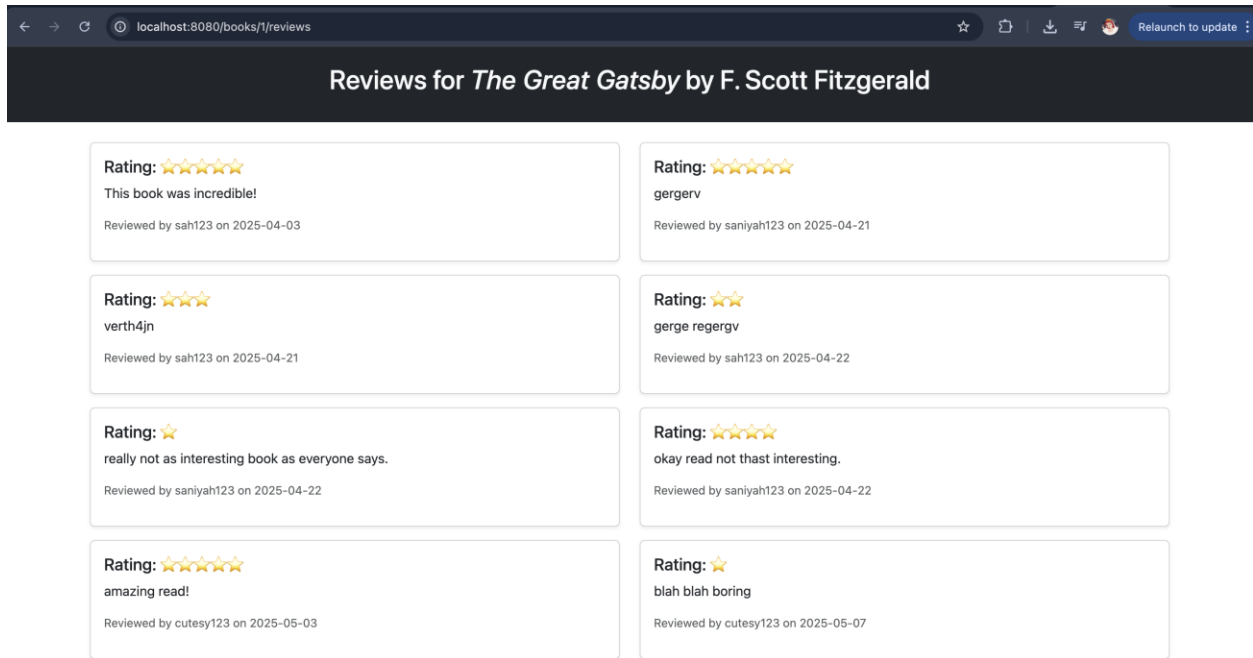 localhost:8080/books/1/reviews
Relaunch to update
Reviews for The Great Gatsby by F. Scott Fitzgerald
Rating: ⭐⭐⭐⭐⭐
This book was incredible!
Reviewed by sah123 on 2025-04-03
Rating: ⭐⭐⭐⭐⭐
gergerv
Reviewed by saniyah123 on 2025-04-21
Rating: ⭐⭐⭐
verth4jn
Reviewed by sah123 on 2025-04-21
Rating: ⭐⭐
gerge regergv
Reviewed by sah123 on 2025-04-22
Rating: ⭐
really not as interesting book as everyone says.
Reviewed by saniyah123 on 2025-04-22
Rating: ⭐⭐⭐⭐
okay read not thast interesting.
Reviewed by saniyah123 on 2025-04-22
Rating: ⭐⭐⭐⭐⭐
amazing read!
Reviewed by cutesy123 on 2025-05-03
Rating: ⭐
blah blah boring
Reviewed by cutesy123 on 2025-05-07